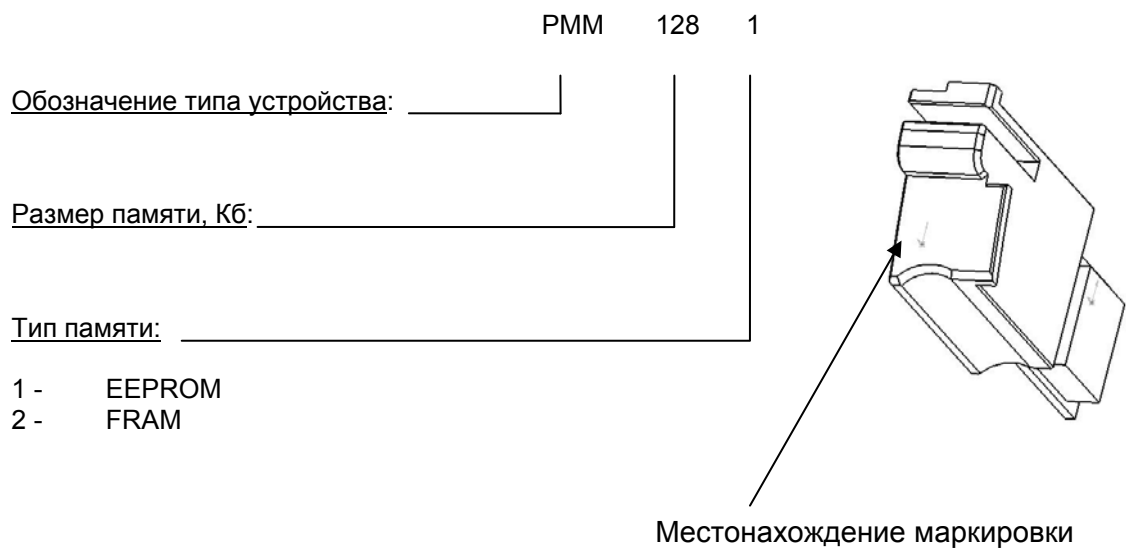 PMM 128 1
Обозначение типа устройства:
Размер памяти, Кб:
Тип памяти:
1 - EEPROM
2 - FRAM
Местонахождение маркировки